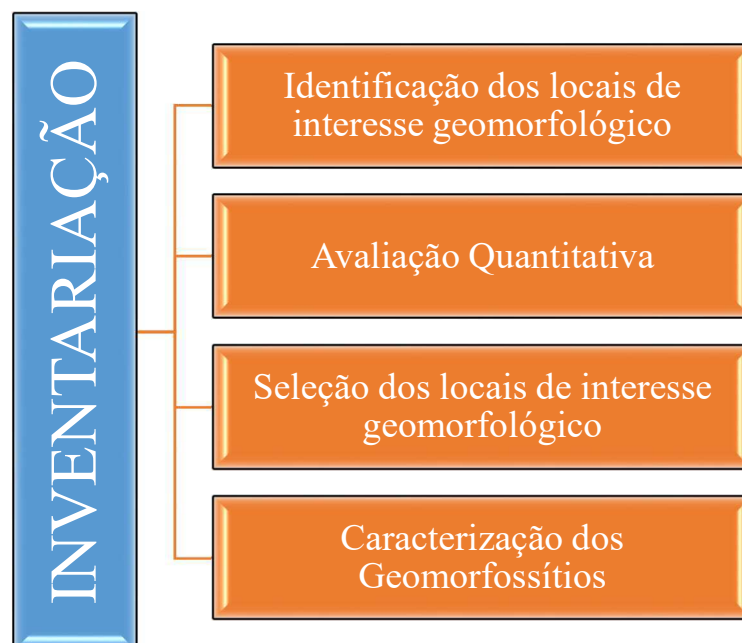 INVENTARIAÇÃO
Identificação dos locais de
interesse geomorfológico
Avaliação Quantitativa
Seleção dos locais de interesse
geomorfológico
Caracterização dos
Geomorfossítios